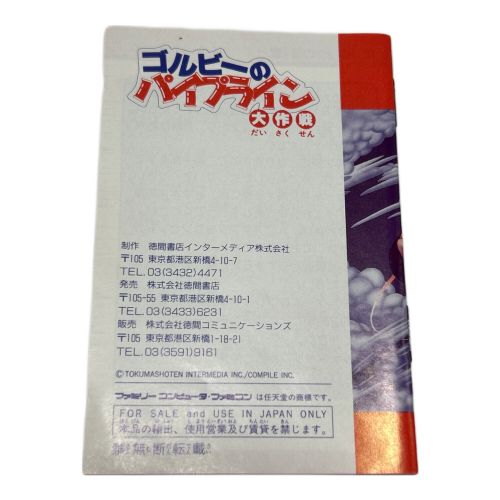 ゴルビーの
パイプライン
大作戦
だい さく せん
制作 徳間書店インターメディア株式会社
〒105 東京都港区新橋4-10-7
TEL.03(3432)4471
発売 株式会社徳間書店
〒105-55 東京都港区新橋4-10-1
TEL.03(3433)6231
販売 株式会社徳間コミュニケーションズ
〒105 東京都港区新橋1-18-21
TEL.03(3591)9161
©TOKUMASHOTEN INTERMEDIA INC./COMPILE INC.
ファミリーコンピュータ・ファミコンは任天堂の商標です。
FOR SALE and USE IN JAPAN ONLY
本品の輸出、使用営業及び賃貸を禁じます。
禁無断転載